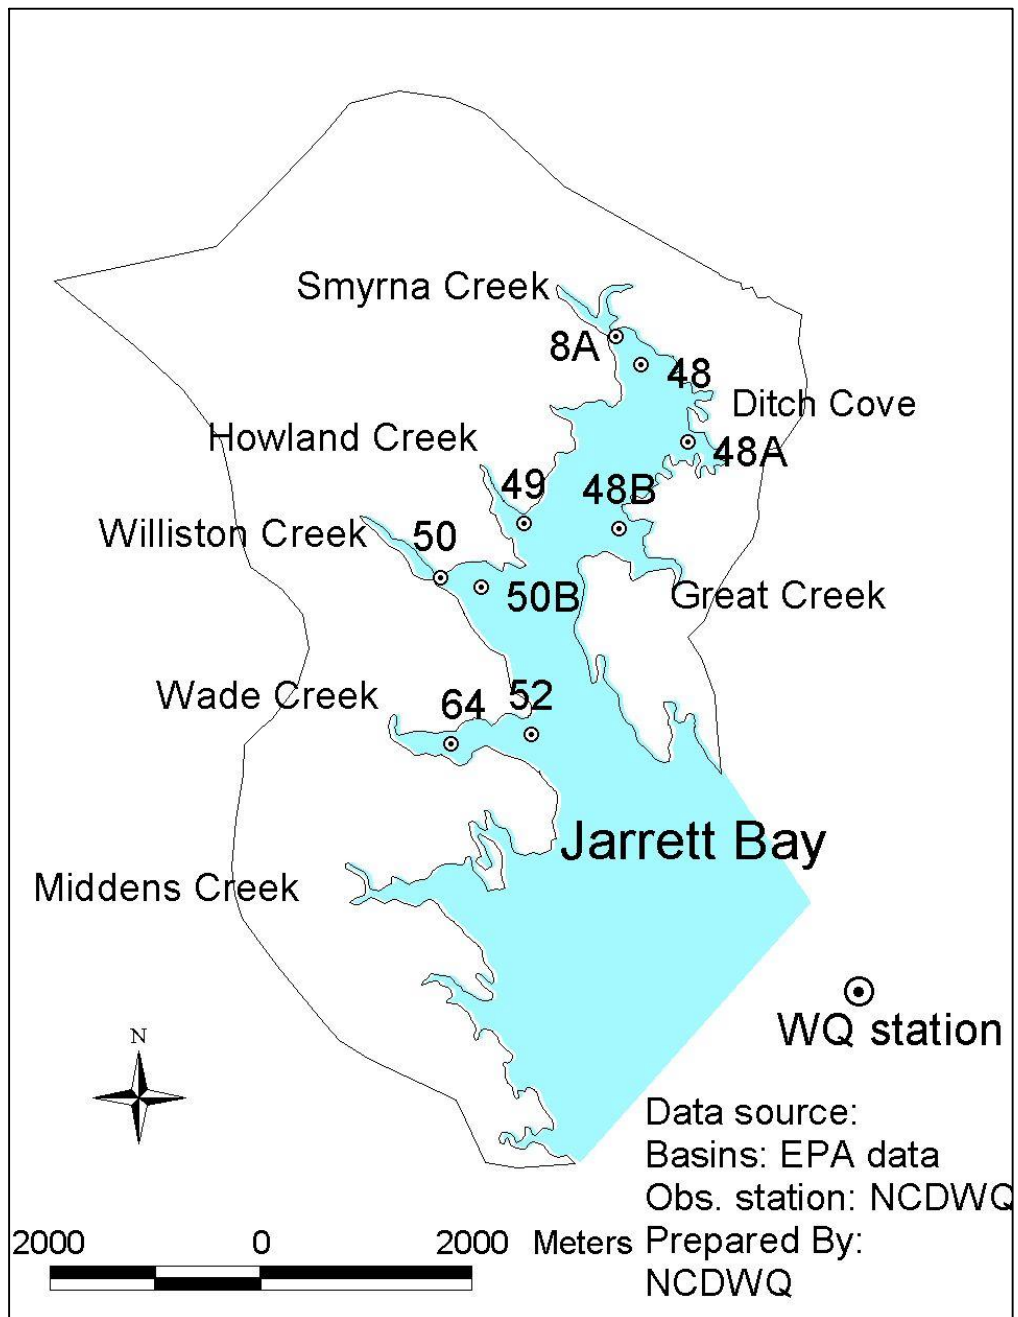 Smyrna Creek
8A
48
Ditch Cove
Howland Creek
48A
49
48B
Williston Creek
50
50B
Great Creek
Wade Creek
64
52
Jarrett Bay
Middens Creek
WQ station
N
Data source:
Basins: EPA data
Obs. station: NCDWQ
Prepared By:
NCDWQ
2000 0 2000 Meters